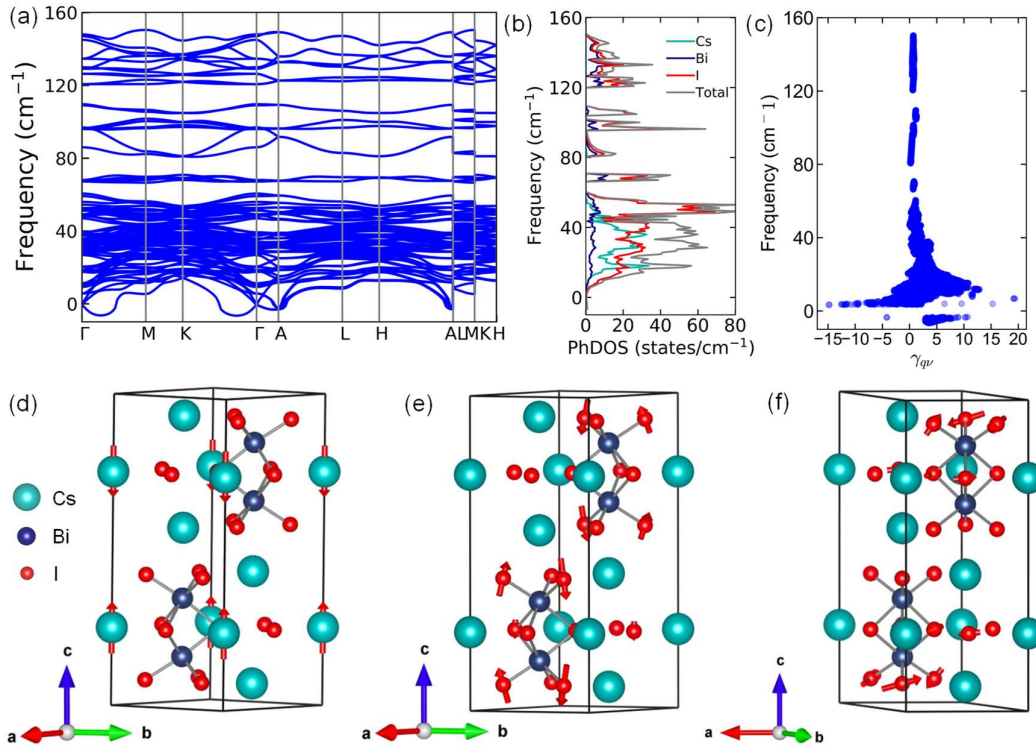 (a)
160
120
80
40
0
Frequency (cm⁻¹)
Γ M K Γ A L H A L M K H
(b)
160
120
80
40
0
Frequency (cm⁻¹)
Cs
Bi
I
Total
0 20 40 60 80
PhDOS (states/cm⁻¹)
(c)
160
120
80
40
0
Frequency (cm⁻1)
−15 −10 −5 0 5 10 15 20
γqν
(d)
Cs
Bi
I
c
a b
(e)
c
a b
(f)
c
a b